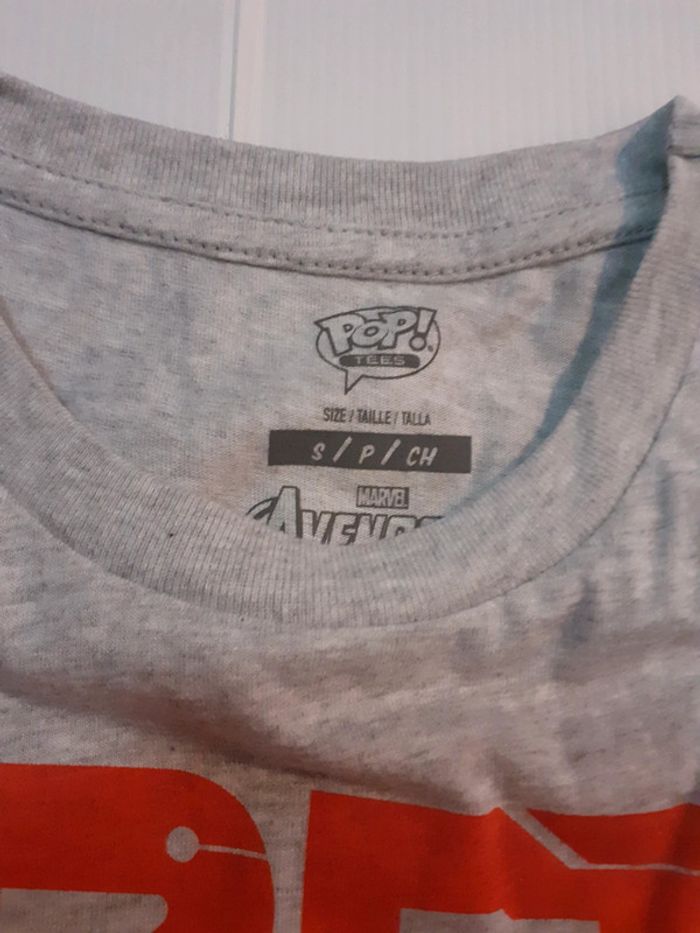 POP!
TEES
SIZE / TAILLE / TALLA
S / P / CH
MARVEL